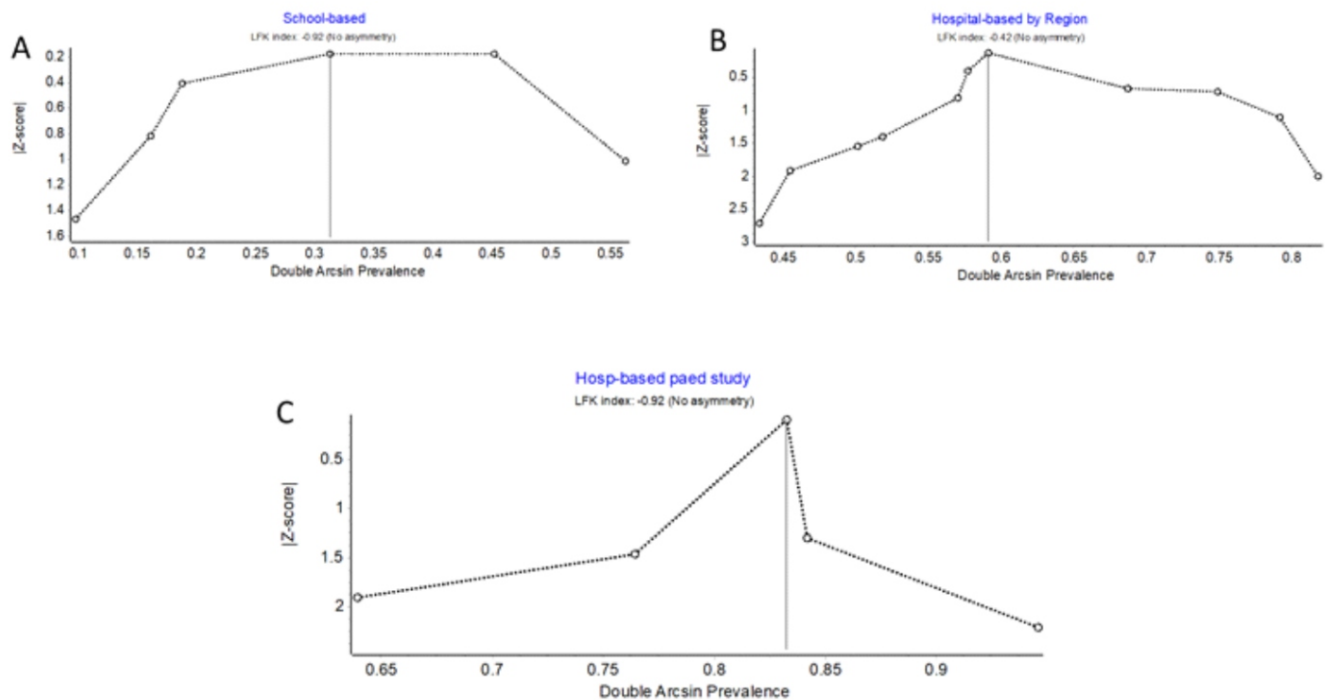 A
School-based
LFK index: -0.92 (No asymmetry)
|Z-score|
0.2
0.4
0.6
0.8
1
1.2
1.4
1.6
0.1 0.15 0.2 0.25 0.3 0.35 0.4 0.45 0.5 0.55
Double Arcsin Prevalence
B
Hospital-based by Region
LFK index: -0.42 (No asymmetry)
|Z-score|
0.5
1
1.5
2
2.5
3
0.45 0.5 0.55 0.6 0.65 0.7 0.75 0.8
Double Arcsin Prevalence
C
Hosp-based paed study
LFK index: -0.92 (No asymmetry)
|Z-score|
0.5
1
1.5
2
0.65 0.7 0.75 0.8 0.85 0.9
Double Arcsin Prevalence